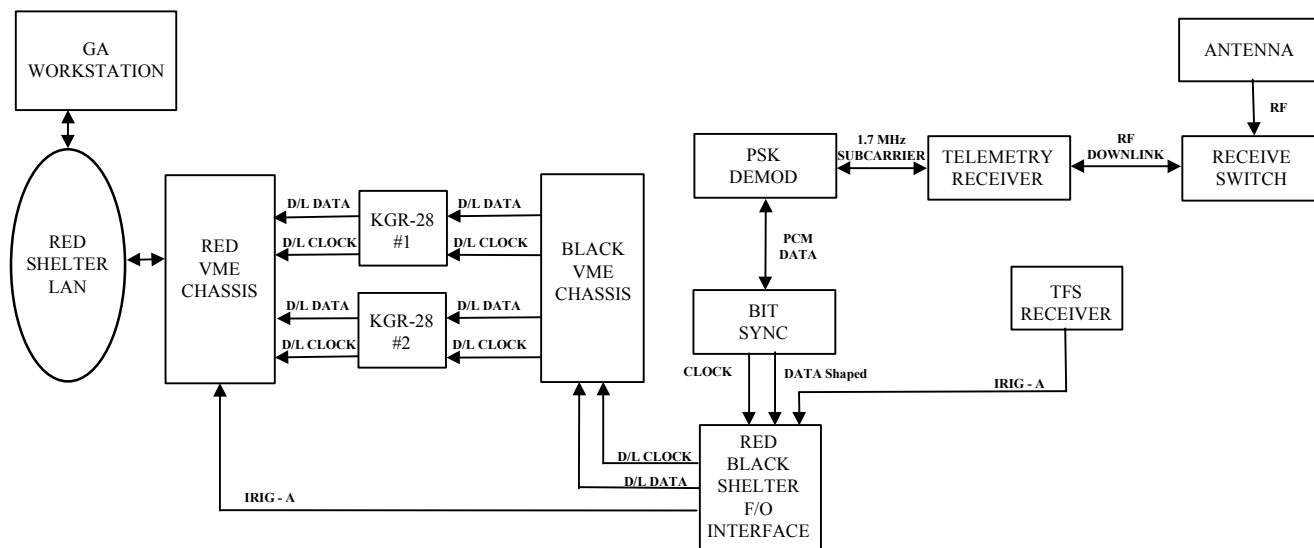 GA
WORKSTATION
ANTENNA
RF
1.7 MHz
SUBCARRIER
RF
DOWNLINK
PSK
DEMOD
TELEMETRY
RECEIVER
RECEIVE
SWITCH
RED
SHELTER
LAN
RED
VME
CHASSIS
D/L DATA
D/L CLOCK
KGR-28
#1
D/L DATA
D/L CLOCK
D/L DATA
D/L CLOCK
KGR-28
#2
D/L DATA
D/L CLOCK
BLACK
VME
CHASSIS
PCM
DATA
BIT
SYNC
TFS
RECEIVER
CLOCK
DATA Shaped
IRIG - A
D/L CLOCK
D/L DATA
IRIG - A
RED
BLACK
SHELTER
F/O
INTERFACE